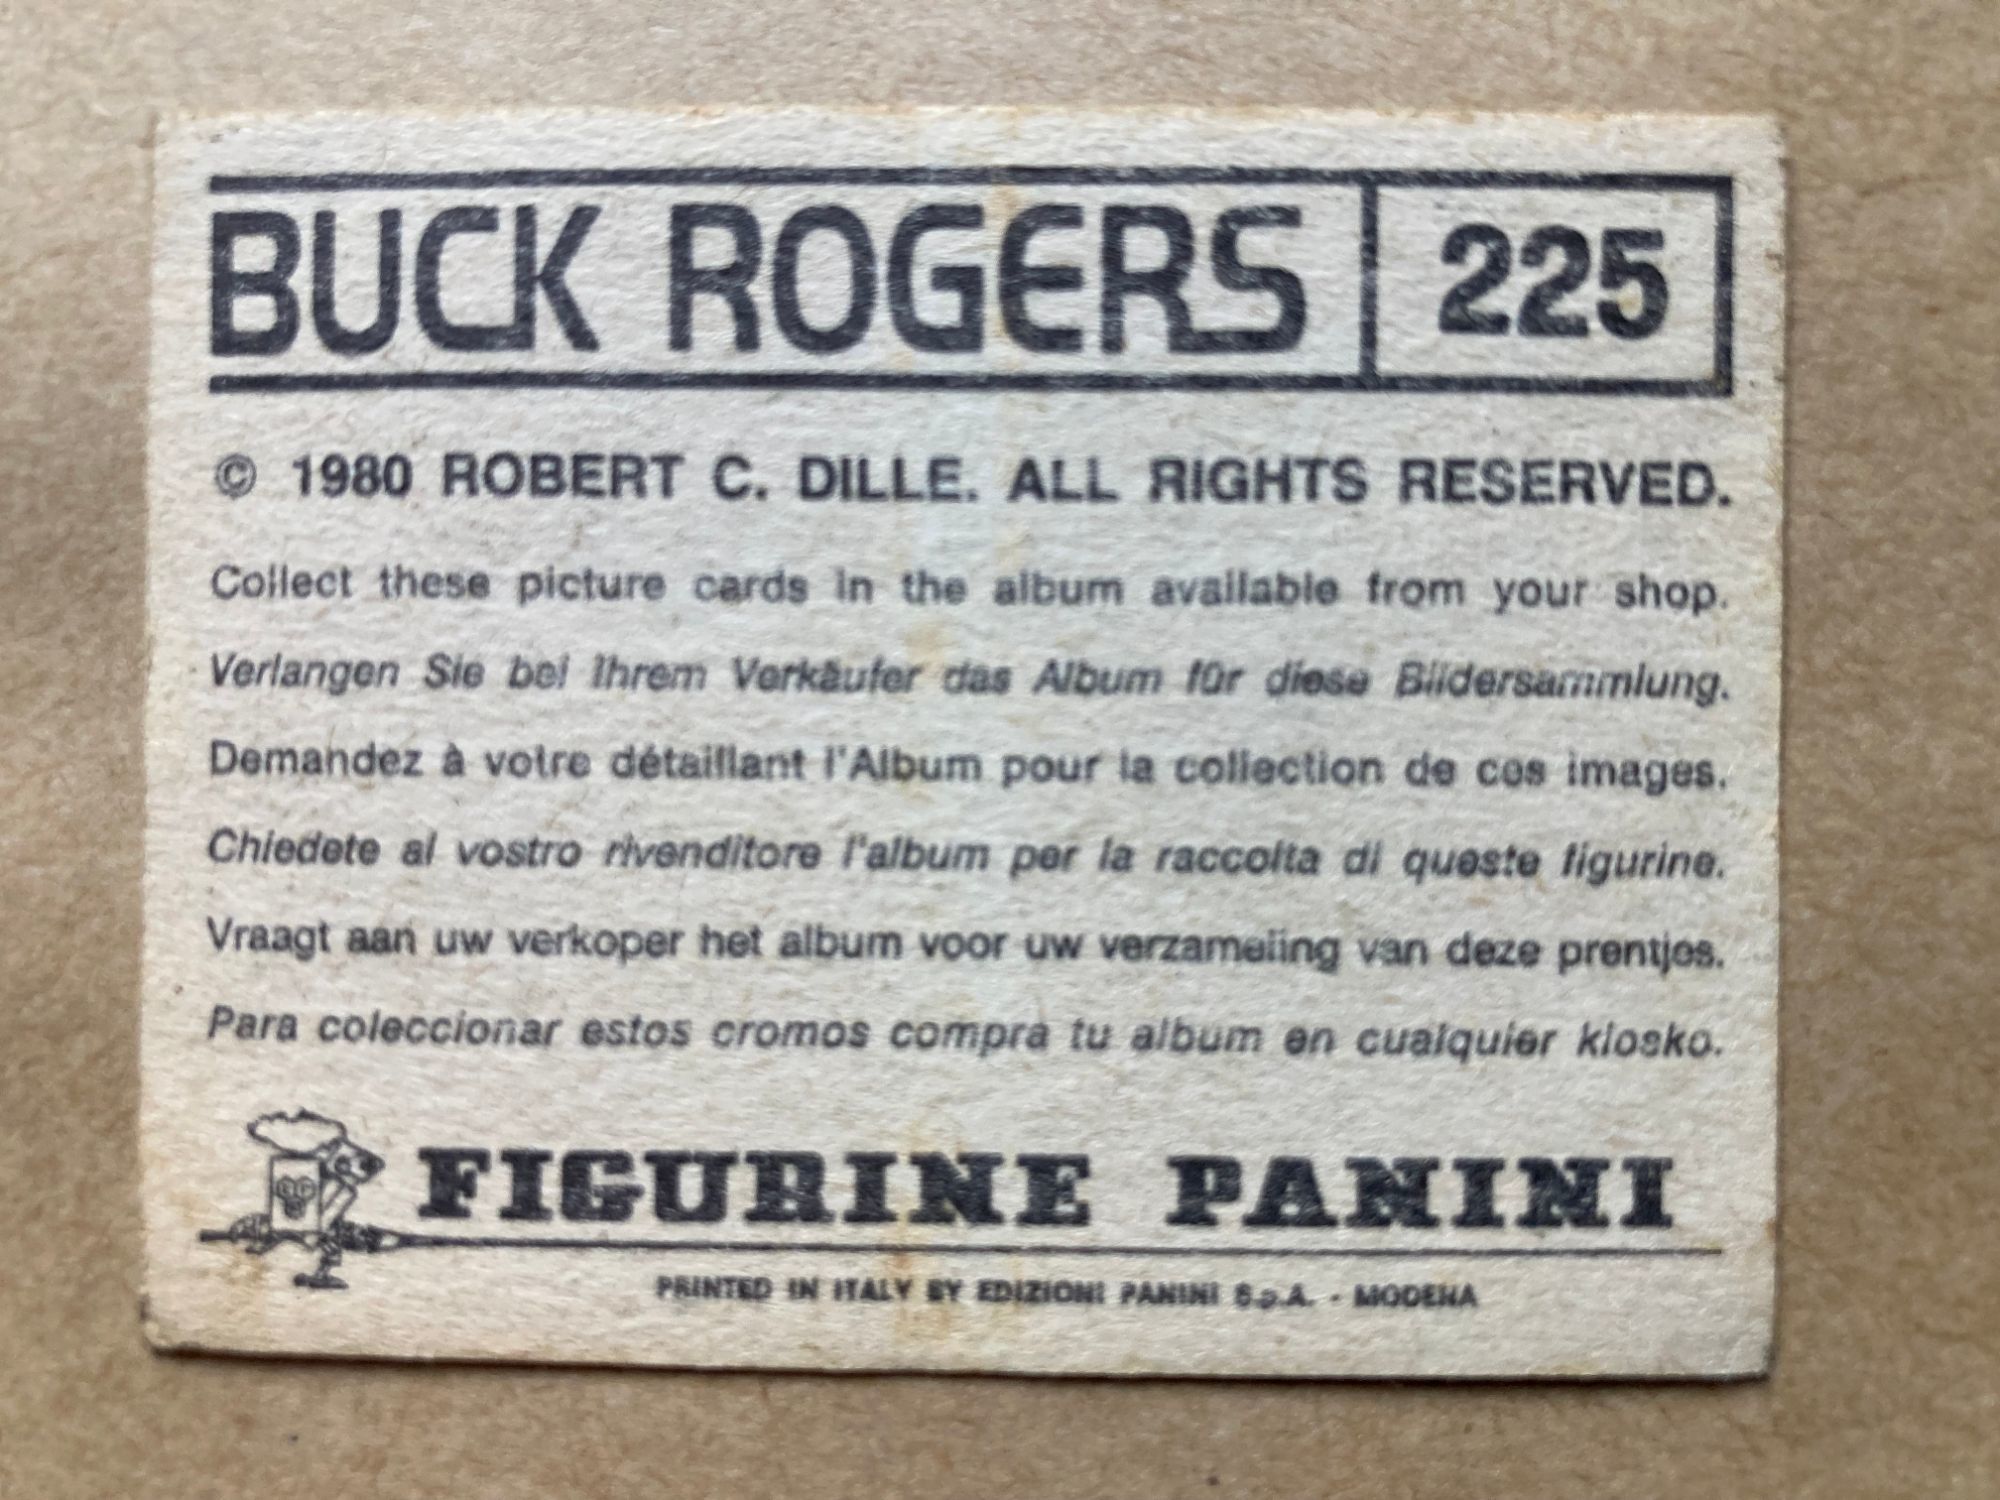 BUCK ROGERS 225
© 1980 ROBERT C. DILLE. ALL RIGHTS RESERVED.
Collect these picture cards in the album available from your shop.
Verlangen Sie bei Ihrem Verkäufer das Album für diese Bildersammlung.
Demandez à votre détaillant l'Album pour la collection de ces images.
Chiedete al vostro rivenditore l'album per la raccolta di queste figurine.
Vraagt aan uw verkoper het album voor uw verzameling van deze prentjes.
Para coleccionar estos cromos compra tu album en cualquier kiosko.
FIGURINE PANINI
PRINTED IN ITALY BY EDIZIONI PANINI S.p.A. - MODENA